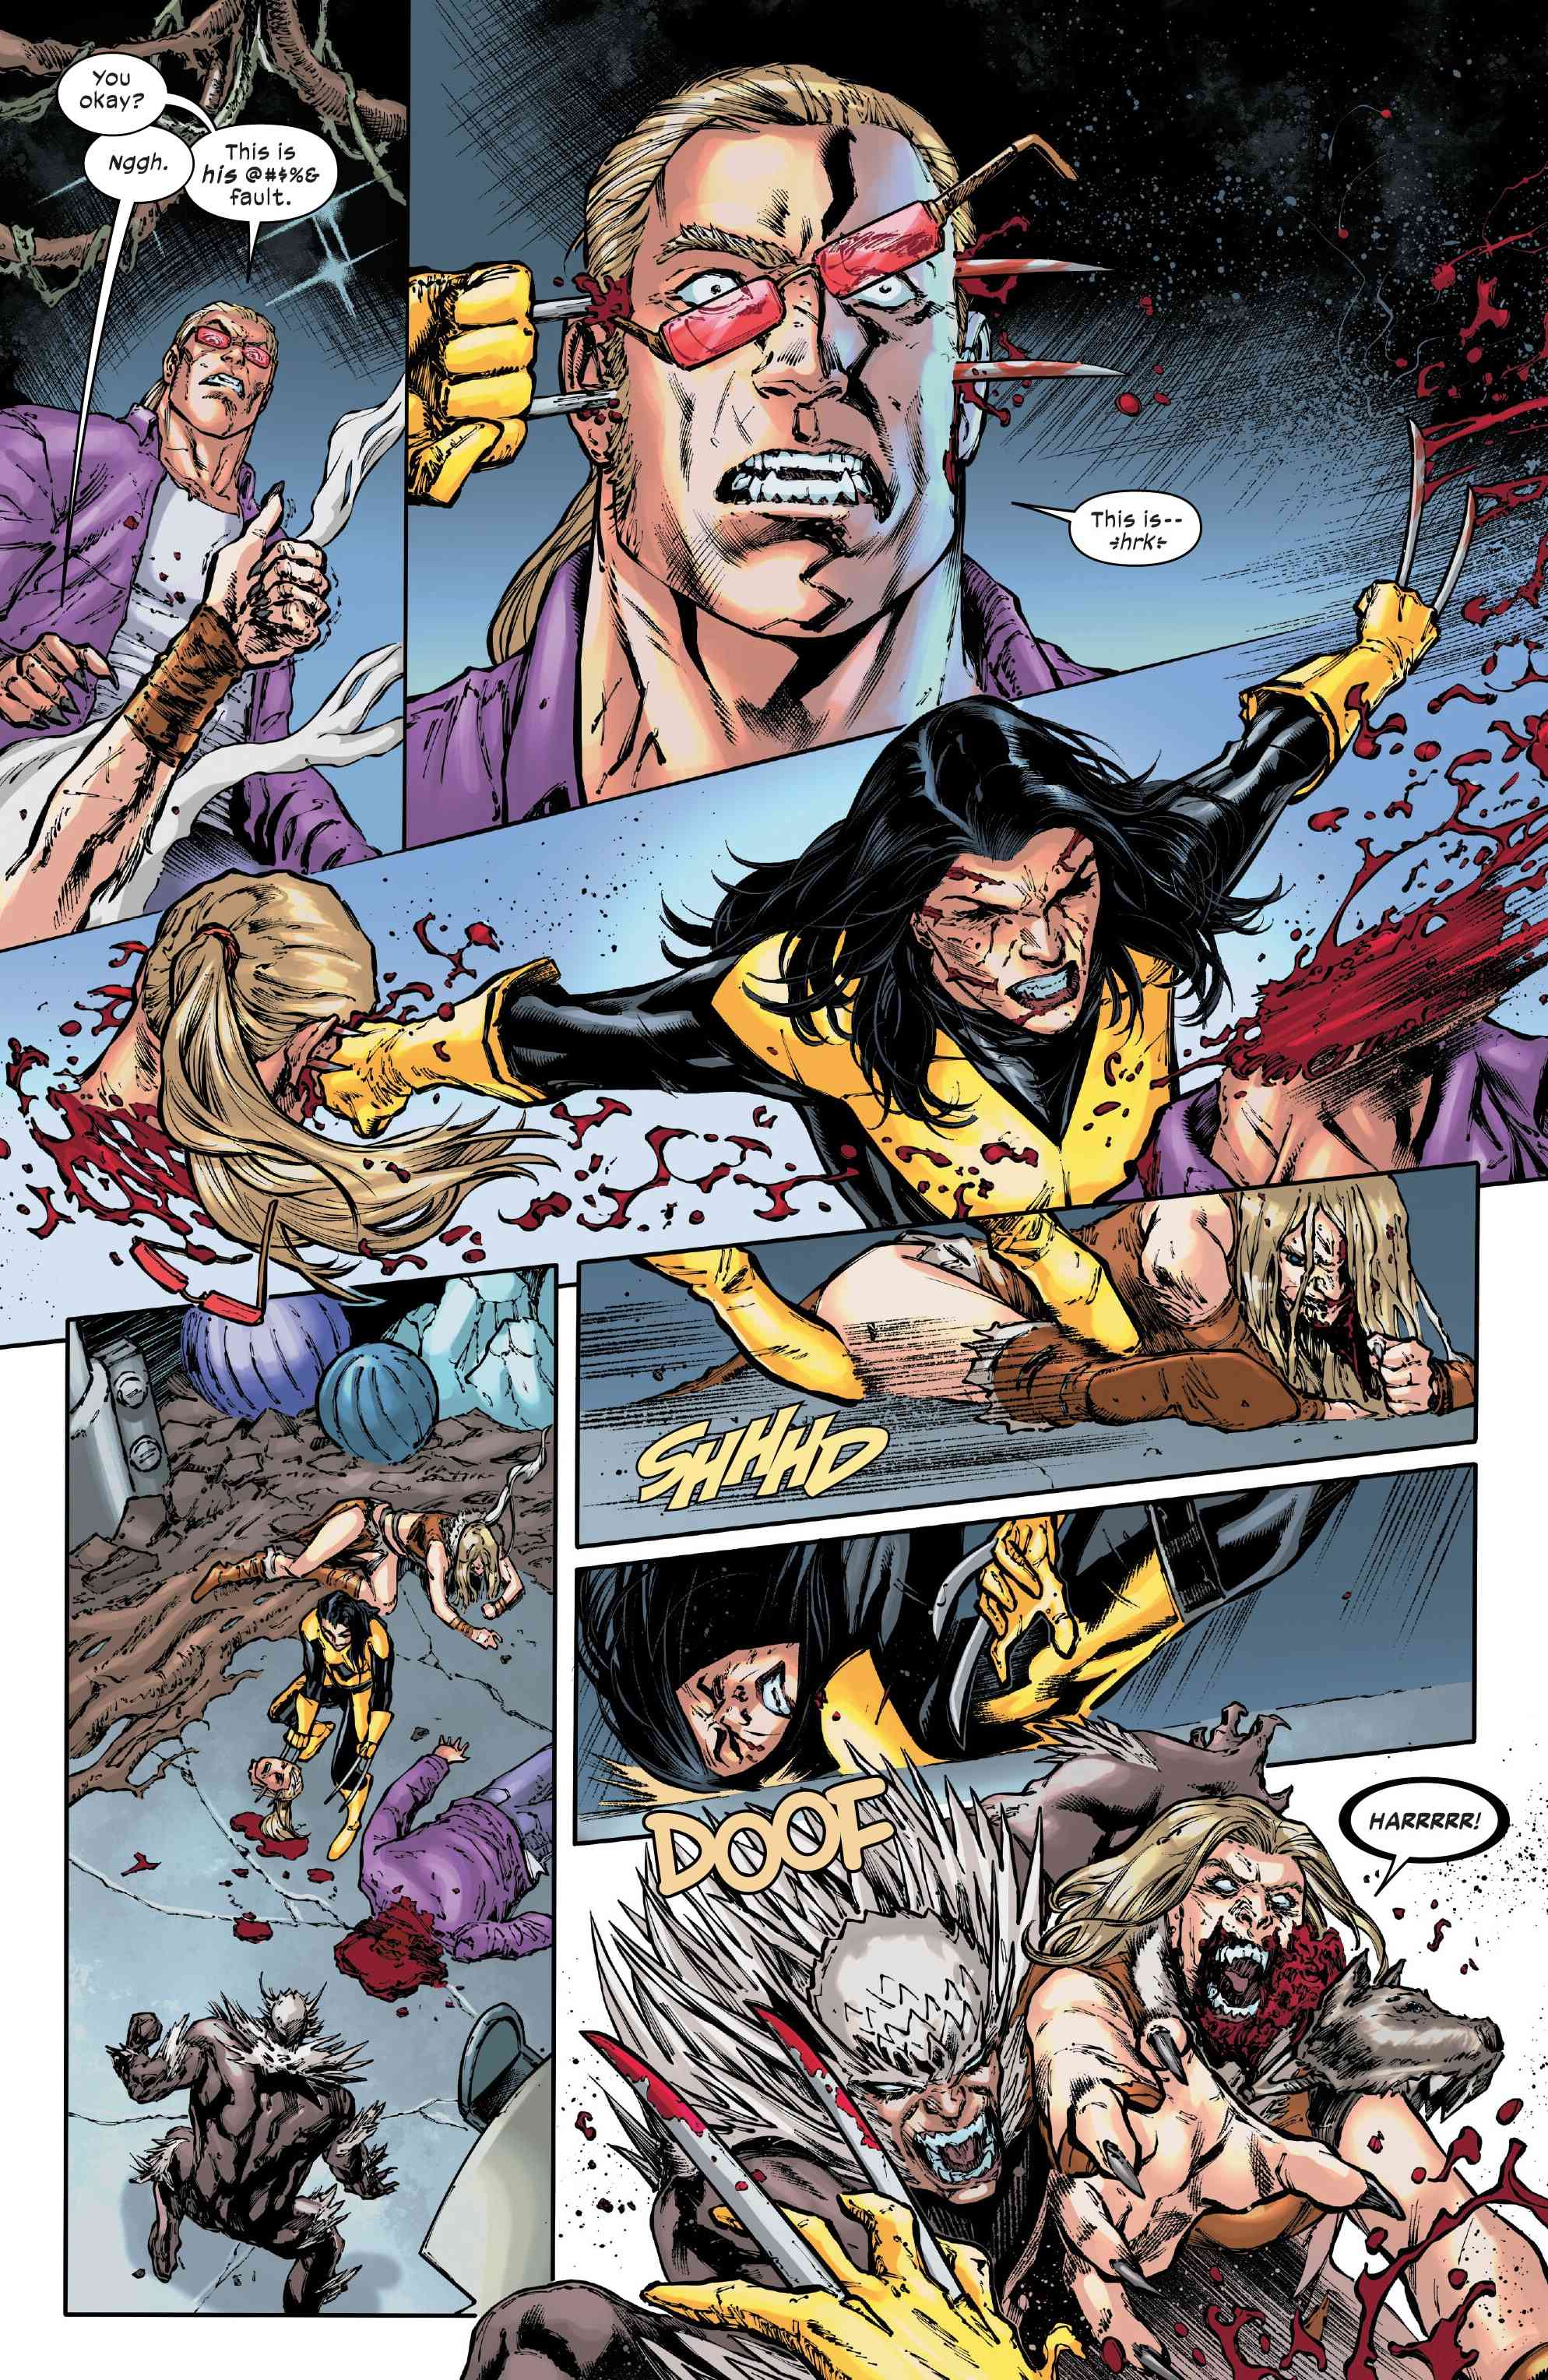 You
okay?
Nggh.
This is
his @#$%&
fault.
This is--
÷hrk÷
SHHHD
DOOF
HARRRRR!